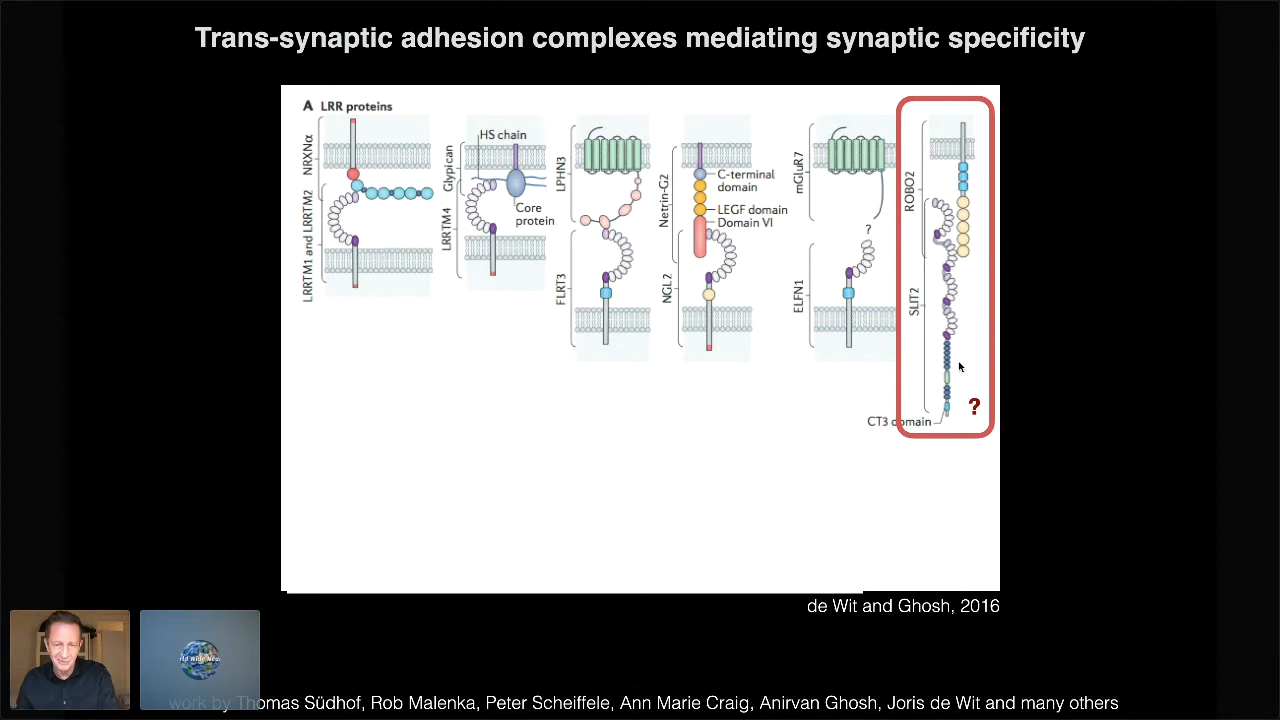 Trans-synaptic adhesion complexes mediating synaptic specificity
A LRR proteins
NRXNα
LRRTM1 and LRRTM2
HS chain
Glypican
Core
protein
LRRTM4
LPHN3
FLRT3
Netrin-G2
C-terminal
domain
LEGF domain
Domain VI
NGL2
mGluR7
?
ELFN1
ROBO2
SLIT2
?
CT3 domain
de Wit and Ghosh, 2016
ld Wide Neu
work by Thomas Südhof, Rob Malenka, Peter Scheiffele, Ann Marie Craig, Anirvan Ghosh, Joris de Wit and many others